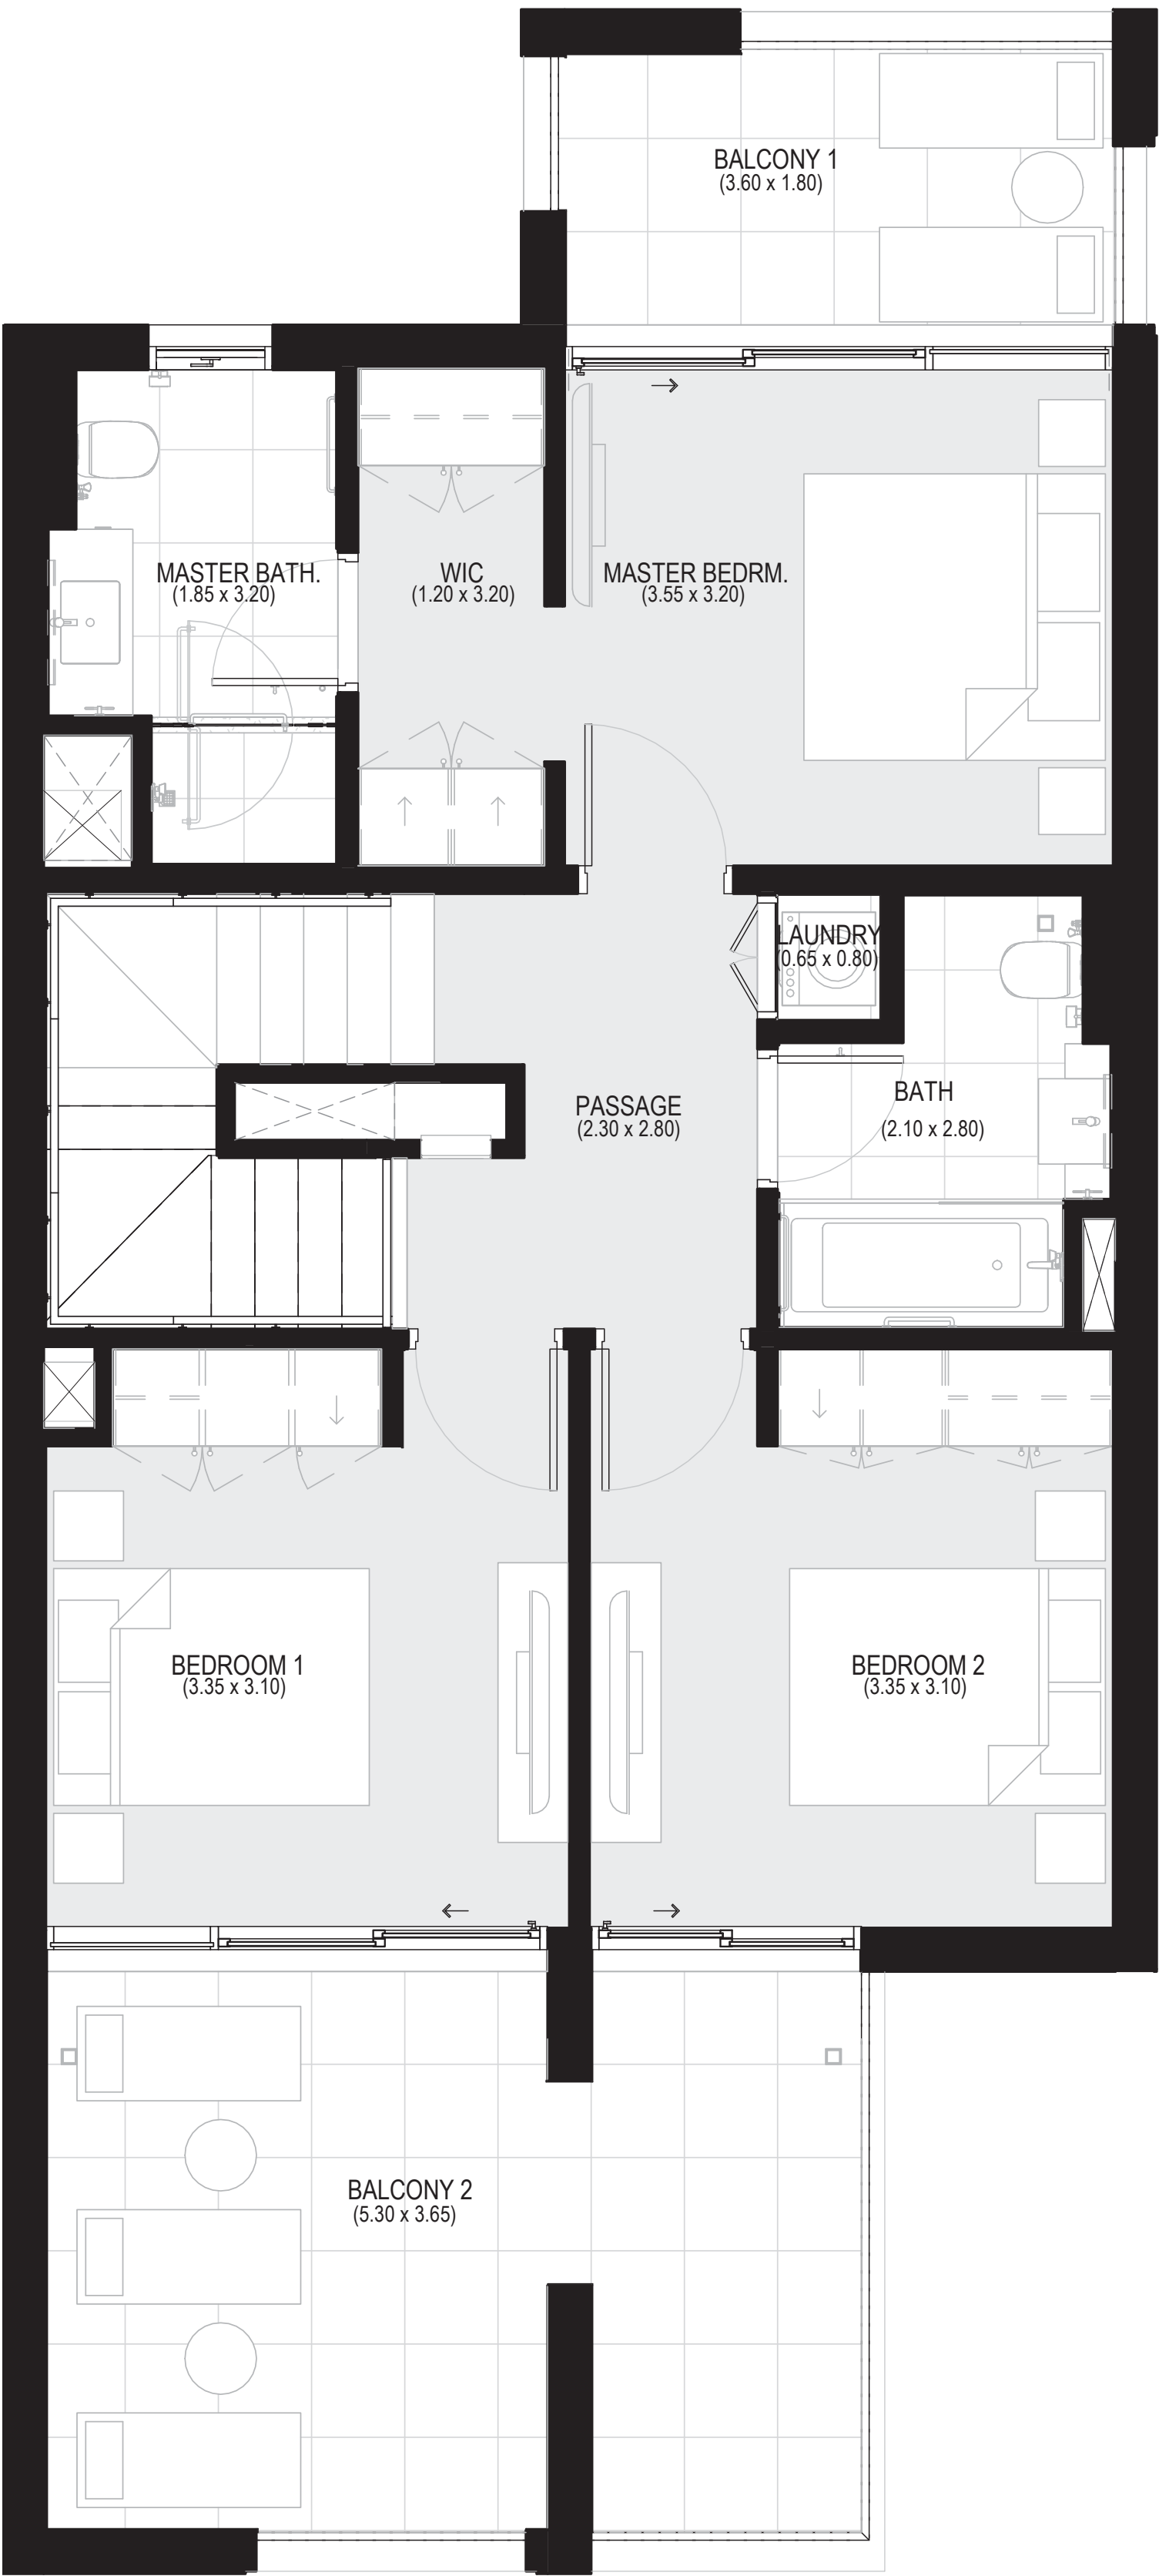 BALCONY 1
(3.60 x 1.80)
MASTER BATH.
(1.85 x 3.20)
WIC
(1.20 x 3.20)
MASTER BEDRM.
(3.55 x 3.20)
LAUNDRY
(0.65 x 0.80)
PASSAGE
(2.30 x 2.80)
BATH
(2.10 x 2.80)
BEDROOM 1
(3.35 x 3.10)
BEDROOM 2
(3.35 x 3.10)
BALCONY 2
(5.30 x 3.65)